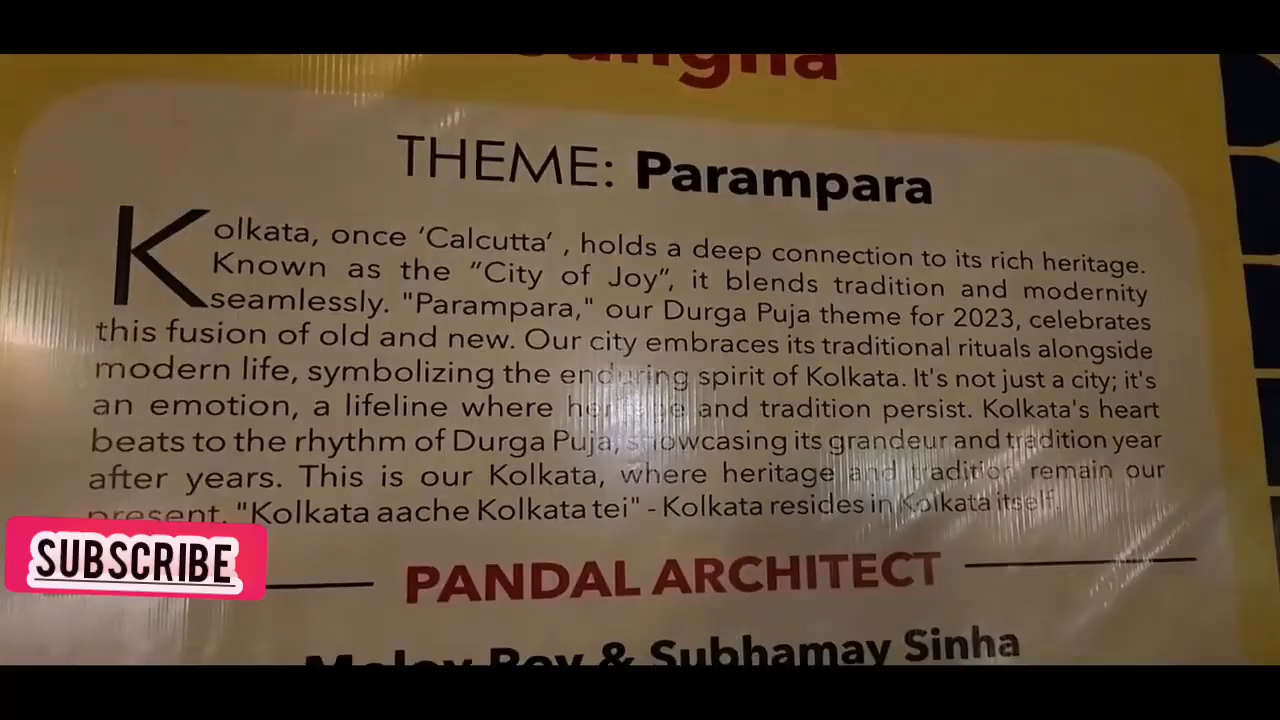 THEME: Parampara
Kolkata, once ‘Calcutta’ , holds a deep connection to its rich heritage.
Known as the “City of Joy”, it blends tradition and modernity
seamlessly. "Parampara," our Durga Puja theme for 2023, celebrates
this fusion of old and new. Our city embraces its traditional rituals alongside
modern life, symbolizing the enduring spirit of Kolkata. It's not just a city; it's
an emotion, a lifeline where heritage and tradition persist. Kolkata's heart
beats to the rhythm of Durga Puja, showcasing its grandeur and tradition year
after years. This is our Kolkata, where heritage and tradition remain our
present. "Kolkata aache Kolkata tei" - Kolkata resides in Kolkata itself.
SUBSCRIBE
PANDAL ARCHITECT
Roy & Subhamay Sinha